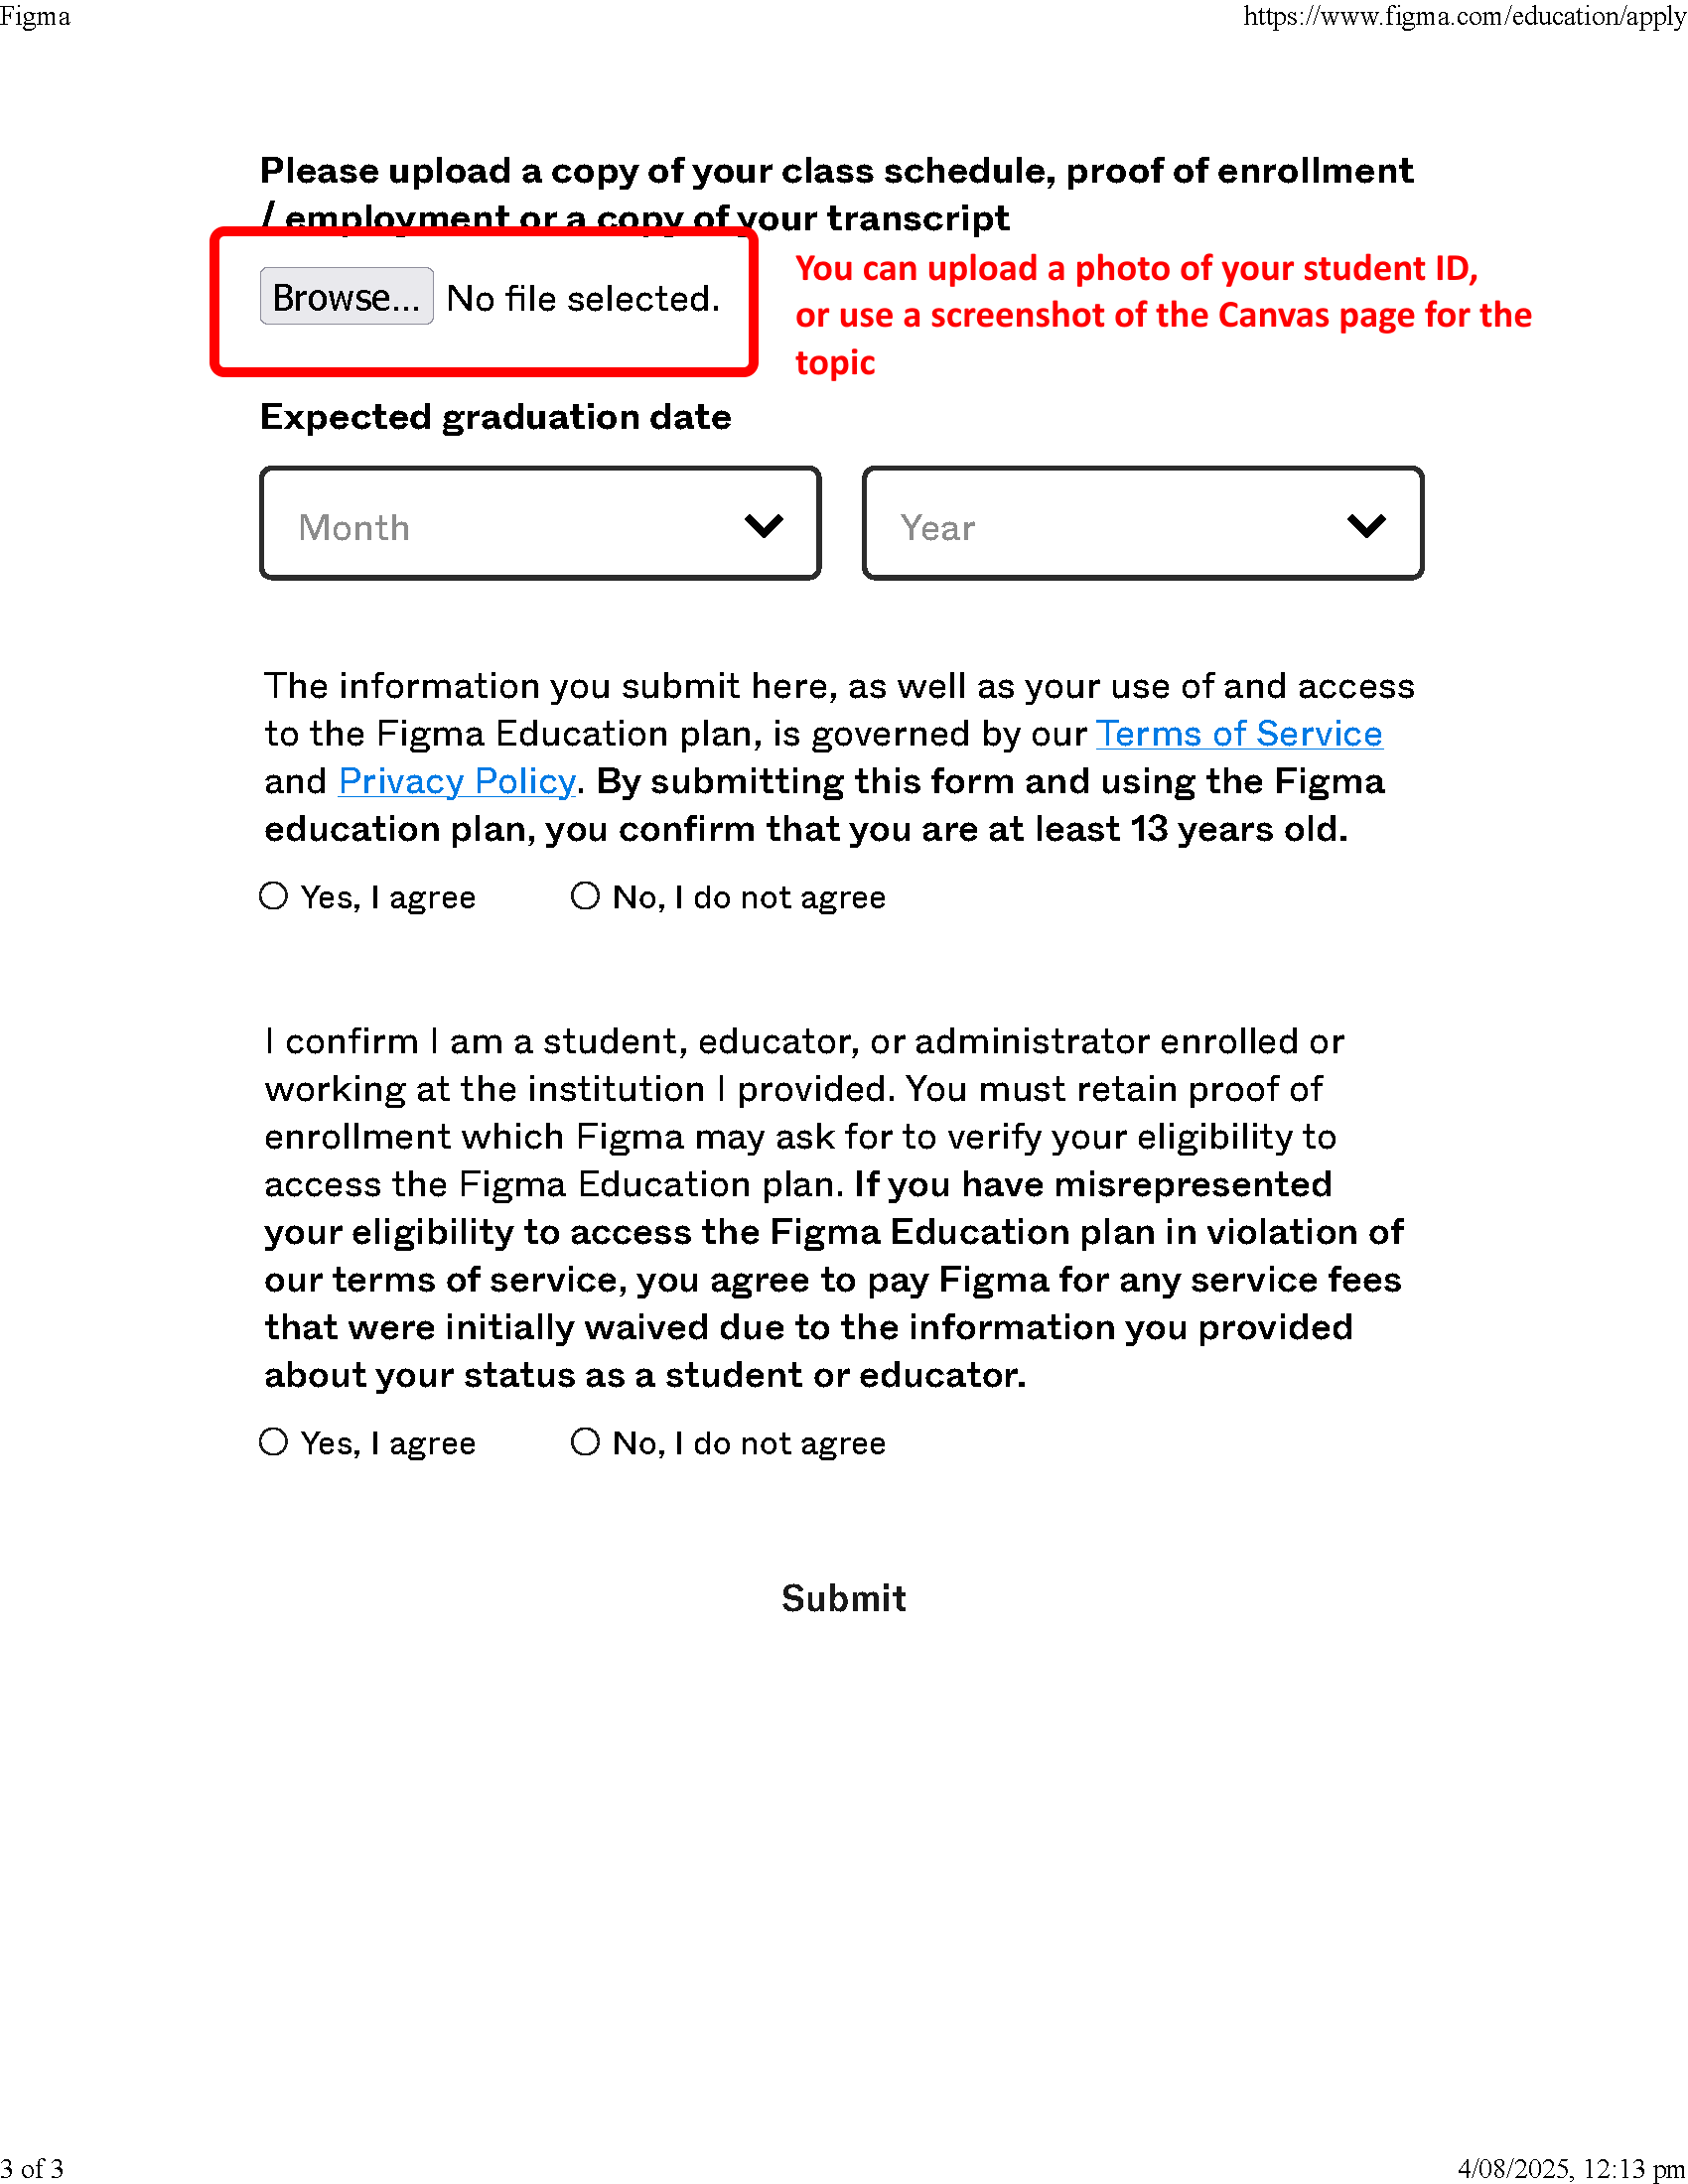 Figma https://www.figma.com/education/apply
Please upload a copy of your class schedule, proof of enrollment
/ employment or a copy of your transcript
Browse... No file selected.
You can upload a photo of your student ID,
or use a screenshot of the Canvas page for the
topic
Expected graduation date
Month Year
The information you submit here, as well as your use of and access
to the Figma Education plan, is governed by our Terms of Service
and Privacy Policy. By submitting this form and using the Figma
education plan, you confirm that you are at least 13 years old.
Yes, I agree No, I do not agree
I confirm I am a student, educator, or administrator enrolled or
working at the institution I provided. You must retain proof of
enrollment which Figma may ask for to verify your eligibility to
access the Figma Education plan. If you have misrepresented
your eligibility to access the Figma Education plan in violation of
our terms of service, you agree to pay Figma for any service fees
that were initially waived due to the information you provided
about your status as a student or educator.
Yes, I agree No, I do not agree
Submit
3 of 3 4/08/2025, 12:13 pm